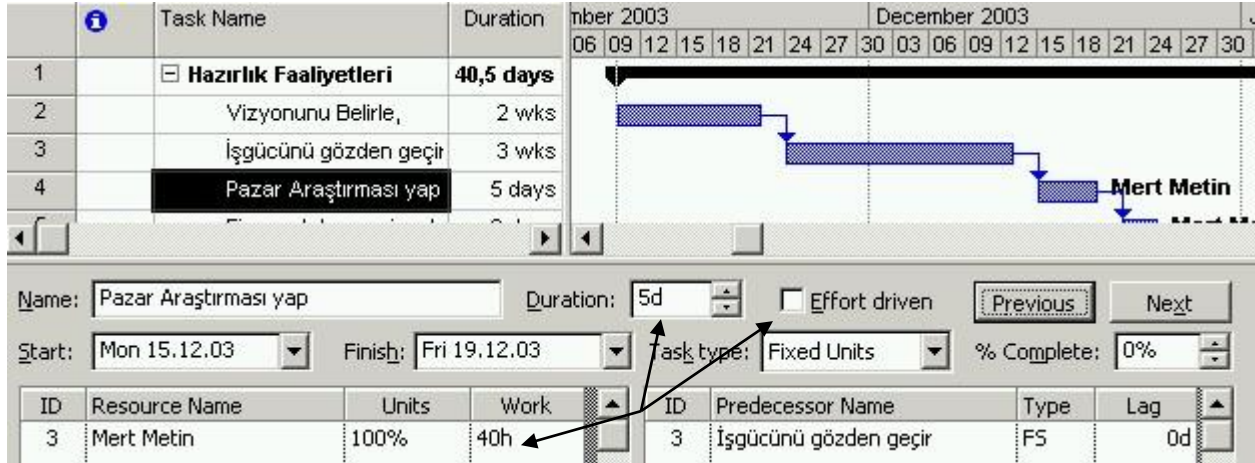 Task Name Duration mber 2003 December 2003
06 09 12 15 18 21 24 27 30 03 06 09 12 15 18 21 24 27 30
1 Hazırlık Faaliyetleri 40,5 days
2 Vizyonunu Belirle, 2 wks
3 İşgücünü gözden geçir 3 wks
4 Pazar Araştırması yap 5 days Mert Metin
Name: Pazar Araştırması yap Duration: 5d Effort driven Previous Next
Start: Mon 15.12.03 Finish: Fri 19.12.03 Task type: Fixed Units % Complete: 0%
ID Resource Name Units Work ID Predecessor Name Type Lag
3 Mert Metin 100% 40h 3 İşgücünü gözden geçir FS 0d